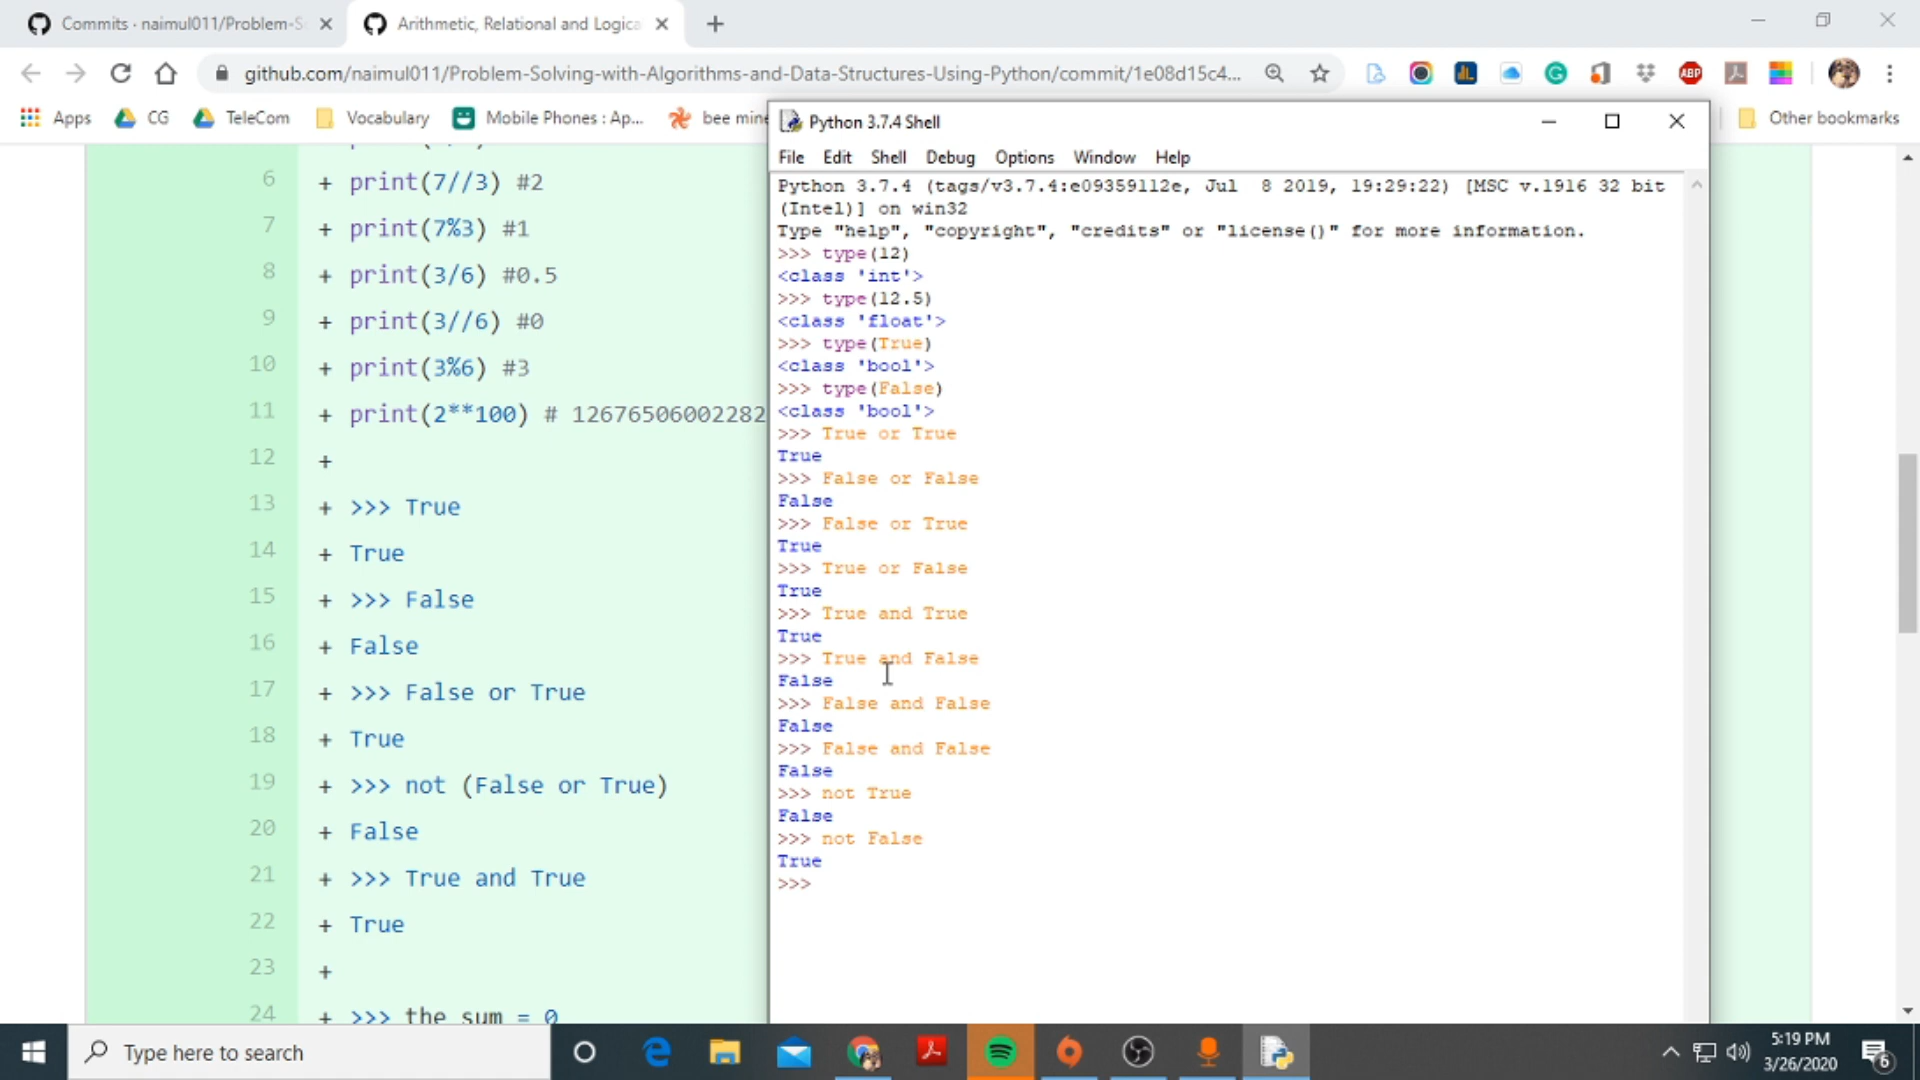 Commits · naimul011/Problem-S
Arithmetic, Relational and Logica
github.com/naimul011/Problem-Solving-with-Algorithms-and-Data-Structures-Using-Python/commit/1e08d15c4...
ABP
Apps
CG
TeleCom
Vocabulary
Mobile Phones : Ap...
bee mine
Other bookmarks
6 + print(7//3) #2
7 + print(7%3) #1
8 + print(3/6) #0.5
9 + print(3//6) #0
10 + print(3%6) #3
11 + print(2**100) # 12676506002282
12 +
13 + >>> True
14 + True
15 + >>> False
16 + False
17 + >>> False or True
18 + True
19 + >>> not (False or True)
20 + False
21 + >>> True and True
22 + True
23 +
24 + >>> the_sum = 0
Python 3.7.4 Shell
File Edit Shell Debug Options Window Help
Python 3.7.4 (tags/v3.7.4:e09359112e, Jul  8 2019, 19:29:22) [MSC v.1916 32 bit
(Intel)] on win32
Type "help", "copyright", "credits" or "license()" for more information.
>>> type(12)
<class 'int'>
>>> type(12.5)
<class 'float'>
>>> type(True)
<class 'bool'>
>>> type(False)
<class 'bool'>
>>> True or True
True
>>> False or False
False
>>> False or True
True
>>> True or False
True
>>> True and True
True
>>> True and False
False
>>> False and False
False
>>> False and False
False
>>> not True
False
>>> not False
True
>>>
Type here to search
5:19 PM
3/26/2020
6